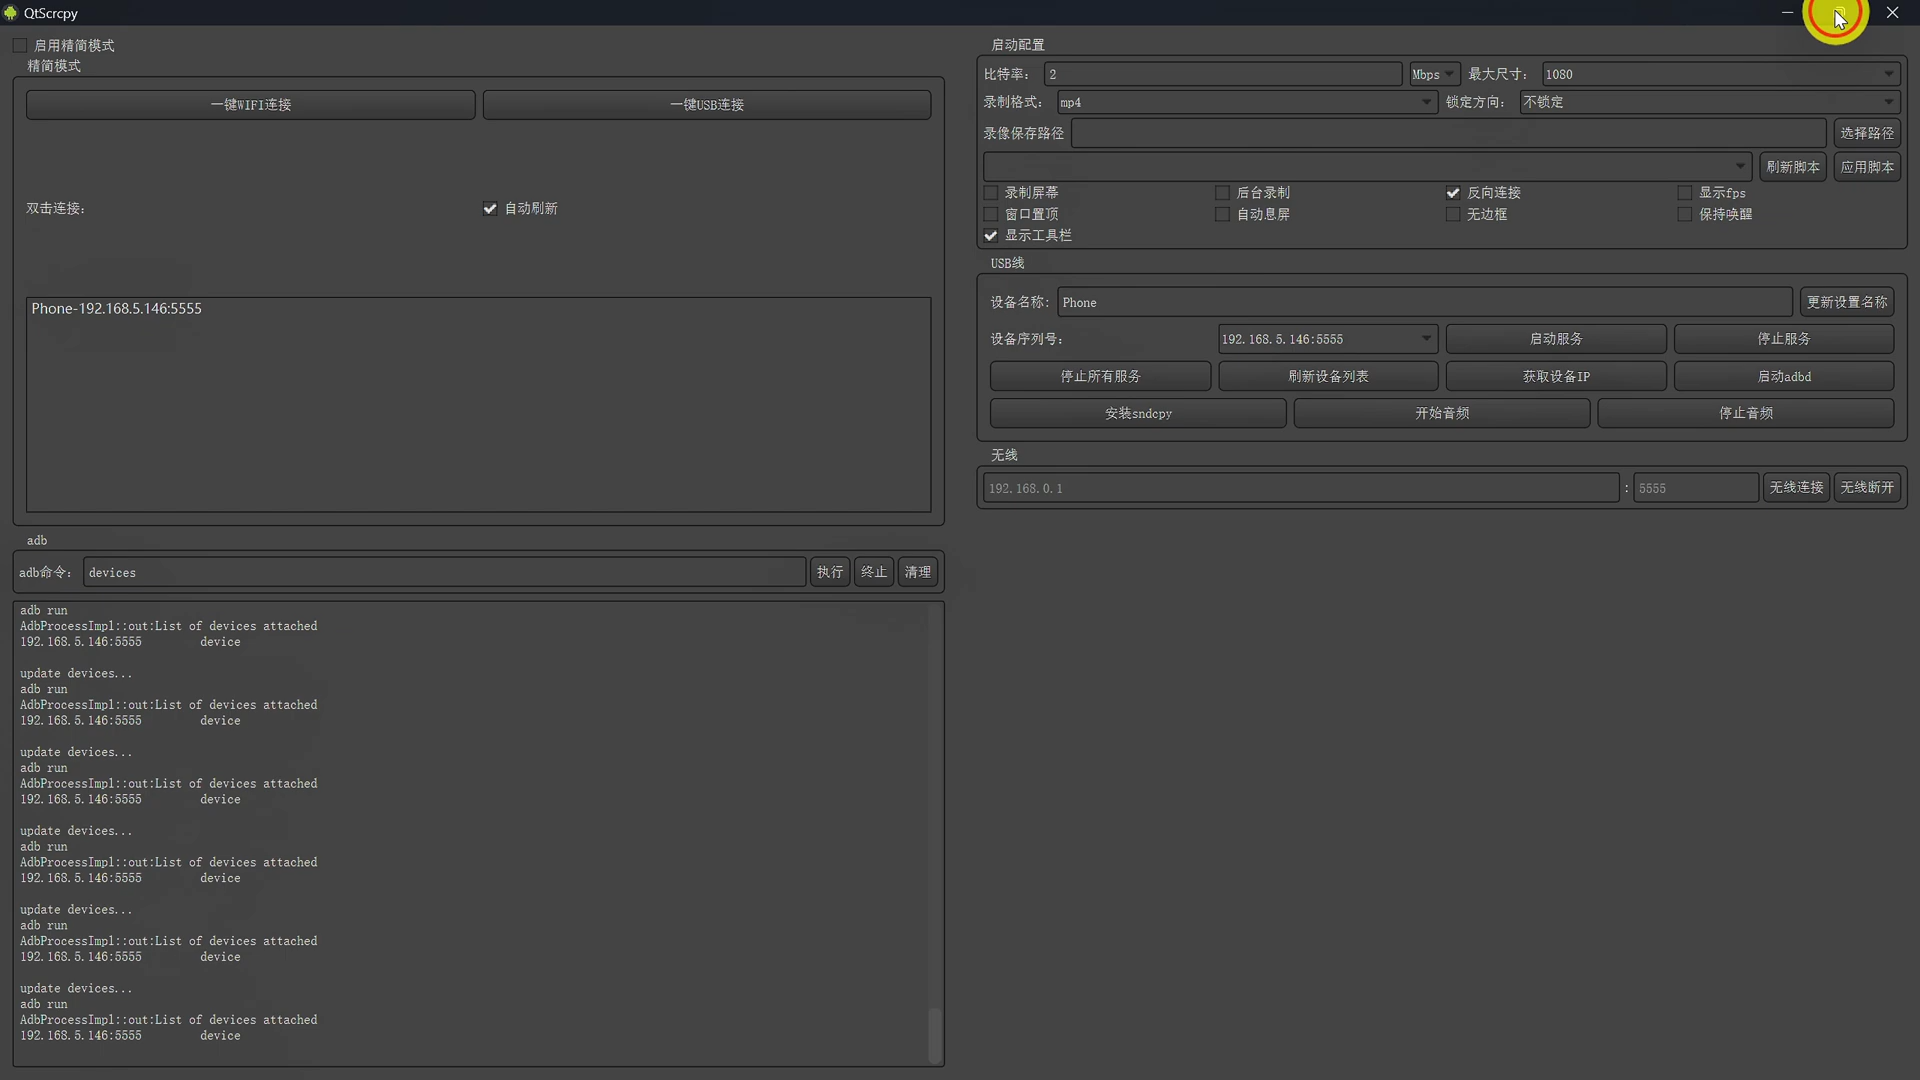 QtScrcpy
启用精简模式
精简模式
一键WIFI连接 一键USB连接
双击连接: 自动刷新
Phone-192.168.5.146:5555
adb
adb命令: devices 执行 终止 清理
adb run
AdbProcessImpl::out:List of devices attached
192.168.5.146:5555 device
update devices...
adb run
AdbProcessImpl::out:List of devices attached
192.168.5.146:5555 device
update devices...
adb run
AdbProcessImpl::out:List of devices attached
192.168.5.146:5555 device
update devices...
adb run
AdbProcessImpl::out:List of devices attached
192.168.5.146:5555 device
update devices...
adb run
AdbProcessImpl::out:List of devices attached
192.168.5.146:5555 device
update devices...
adb run
AdbProcessImpl::out:List of devices attached
192.168.5.146:5555 device
启动配置
比特率: 2 Mbps 最大尺寸: 1080
录制格式: mp4 锁定方向: 不锁定
录像保存路径 选择路径
刷新脚本 应用脚本
录制屏幕 后台录制 反向连接 显示fps
窗口置顶 自动息屏 无边框 保持唤醒
显示工具栏
USB线
设备名称: Phone 更新设置名称
设备序列号: 192.168.5.146:5555 启动服务 停止服务
停止所有服务 刷新设备列表 获取设备IP 启动adbd
安装sndcpy 开始音频 停止音频
无线
192.168.0.1 : 5555 无线连接 无线断开